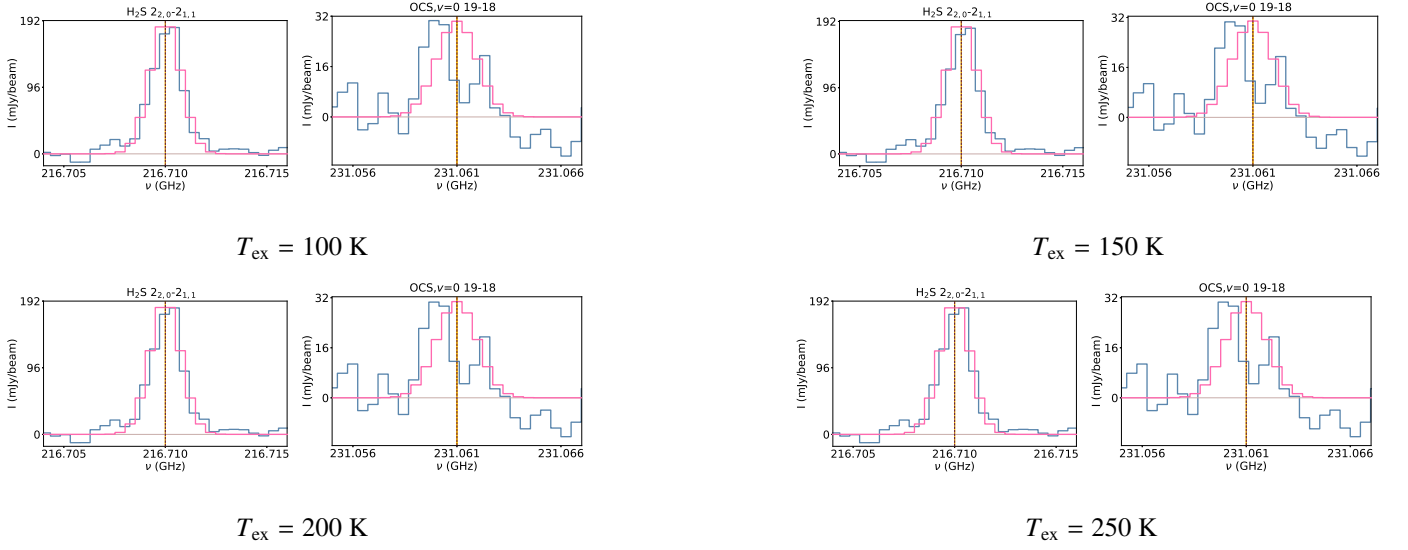 H₂S 2₂,₀-2₁,₁
192
96
0
I (mJy/beam)
216.705 216.710 216.715
ν (GHz)
OCS,ν=0 19-18
32
16
0
I (mJy/beam)
231.056 231.061 231.066
ν (GHz)
T_ex = 100 K
H₂S 2₂,₀-2₁,₁
192
96
0
I (mJy/beam)
216.705 216.710 216.715
ν (GHz)
OCS,ν=0 19-18
32
16
0
I (mJy/beam)
231.056 231.061 231.066
ν (GHz)
T_ex = 150 K
H₂S 2₂,₀-2₁,₁
192
96
0
I (mJy/beam)
216.705 216.710 216.715
ν (GHz)
OCS,ν=0 19-18
32
16
0
I (mJy/beam)
231.056 231.061 231.066
ν (GHz)
T_ex = 200 K
H₂S 2₂,₀-2₁,₁
192
96
0
I (mJy/beam)
216.705 216.710 216.715
ν (GHz)
OCS,ν=0 19-18
32
16
0
I (mJy/beam)
231.056 231.061 231.066
ν (GHz)
T_ex = 250 K